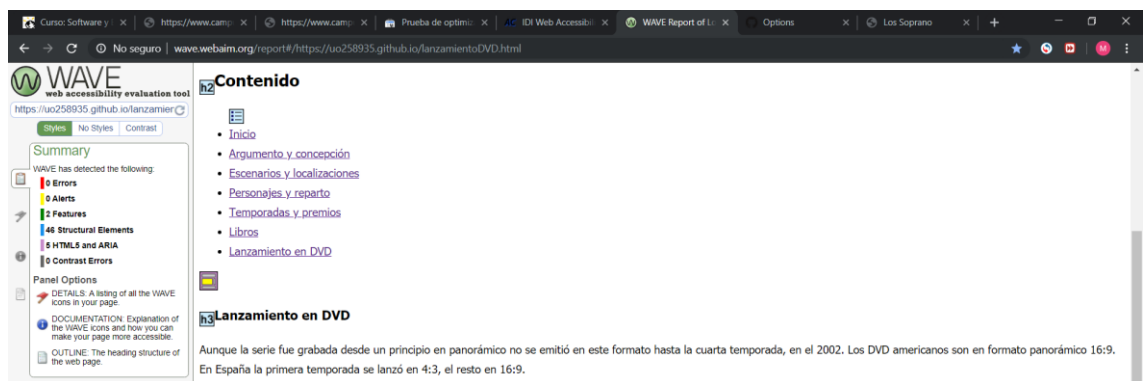 Curso: Software y
https://www.camp
https://www.camp
Prueba de optimiz
IDI Web Accessibil
WAVE Report of Lo
Options
Los Soprano
No seguro | wave.webaim.org/report#/https://uo258935.github.io/lanzamientoDVD.html
WAVE
web accessibility evaluation tool
https://uo258935.github.io/lanzamier
Styles No Styles Contrast
Summary
WAVE has detected the following:
0 Errors
0 Alerts
2 Features
46 Structural Elements
5 HTML5 and ARIA
0 Contrast Errors
Panel Options
DETAILS: A listing of all the WAVE
icons in your page.
DOCUMENTATION: Explanation of
the WAVE icons and how you can
make your page more accessible.
OUTLINE: The heading structure of
the web page.
h2 Contenido
• Inicio
• Argumento y concepción
• Escenarios y localizaciones
• Personajes y reparto
• Temporadas y premios
• Libros
• Lanzamiento en DVD
h3 Lanzamiento en DVD
Aunque la serie fue grabada desde un principio en panorámico no se emitió en este formato hasta la cuarta temporada, en el 2002. Los DVD americanos son en formato panorámico 16:9.
En España la primera temporada se lanzó en 4:3, el resto en 16:9.